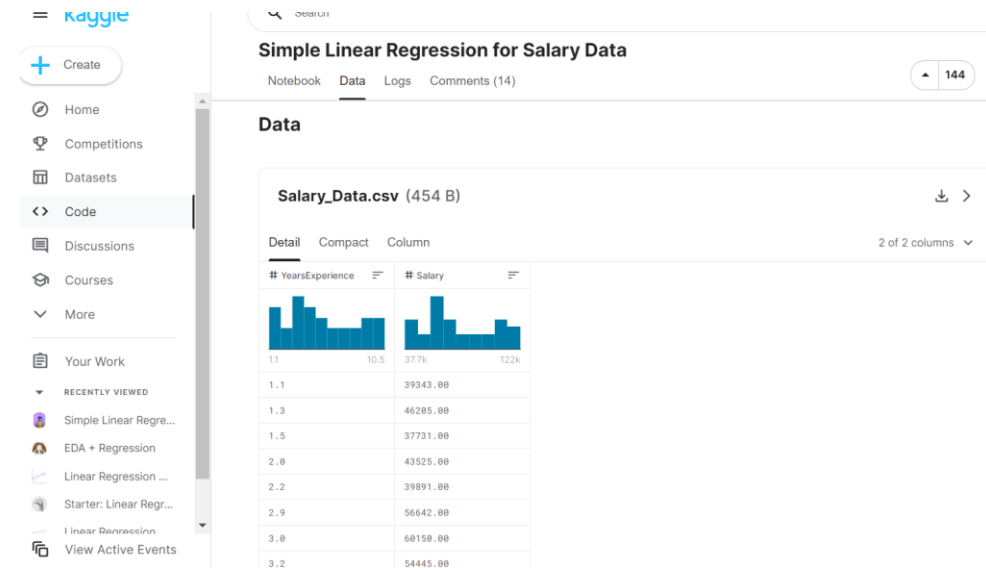 kaggle
Search
Create
Home
Competitions
Datasets
Code
Discussions
Courses
More
Your Work
RECENTLY VIEWED
Simple Linear Regre...
EDA + Regression
Linear Regression ...
Starter: Linear Regr...
Linear Regression
View Active Events
Simple Linear Regression for Salary Data
Notebook Data Logs Comments (14)
144
Data
Salary_Data.csv (454 B)
Detail Compact Column
2 of 2 columns
# YearsExperience # Salary
1.1 10.5 37.7k 122k
1.1 39343.00
1.3 46205.00
1.5 37731.00
2.0 43525.00
2.2 39891.00
2.9 56642.00
3.0 60150.00
3.2 54445.00